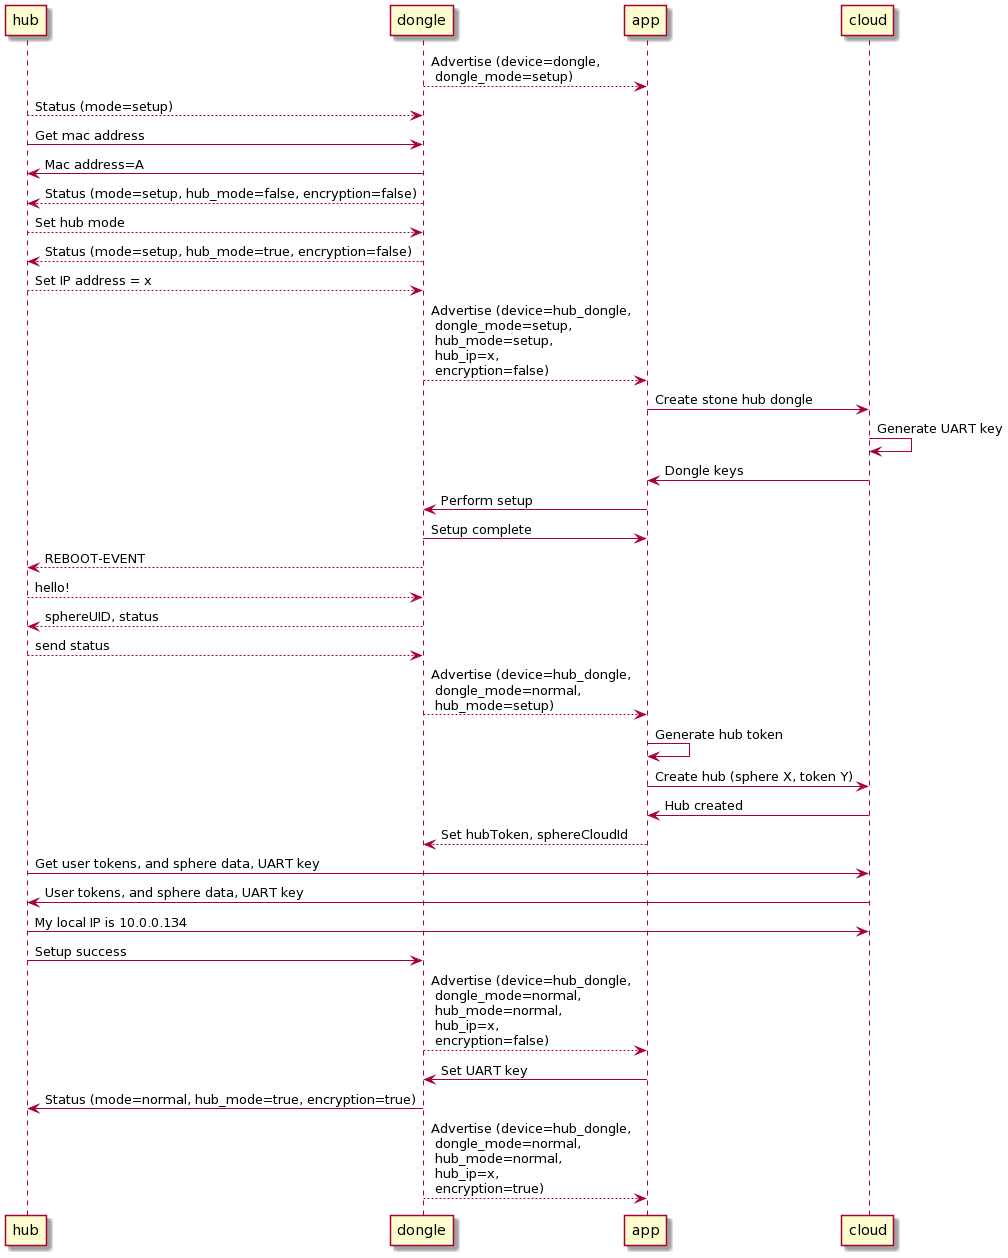 hub
dongle
app
cloud
Advertise (device=dongle,
dongle_mode=setup)
Status (mode=setup)
Get mac address
Mac address=A
Status (mode=setup, hub_mode=false, encryption=false)
Set hub mode
Status (mode=setup, hub_mode=true, encryption=false)
Set IP address = x
Advertise (device=hub_dongle,
dongle_mode=setup,
hub_mode=setup,
hub_ip=x,
encryption=false)
Create stone hub dongle
Generate UART key
Dongle keys
Perform setup
Setup complete
REBOOT-EVENT
hello!
sphereUID, status
send status
Advertise (device=hub_dongle,
dongle_mode=normal,
hub_mode=setup)
Generate hub token
Create hub (sphere X, token Y)
Hub created
Set hubToken, sphereCloudId
Get user tokens, and sphere data, UART key
User tokens, and sphere data, UART key
My local IP is 10.0.0.134
Setup success
Advertise (device=hub_dongle,
dongle_mode=normal,
hub_mode=normal,
hub_ip=x,
encryption=false)
Set UART key
Status (mode=normal, hub_mode=true, encryption=true)
Advertise (device=hub_dongle,
dongle_mode=normal,
hub_mode=normal,
hub_ip=x,
encryption=true)
hub
dongle
app
cloud